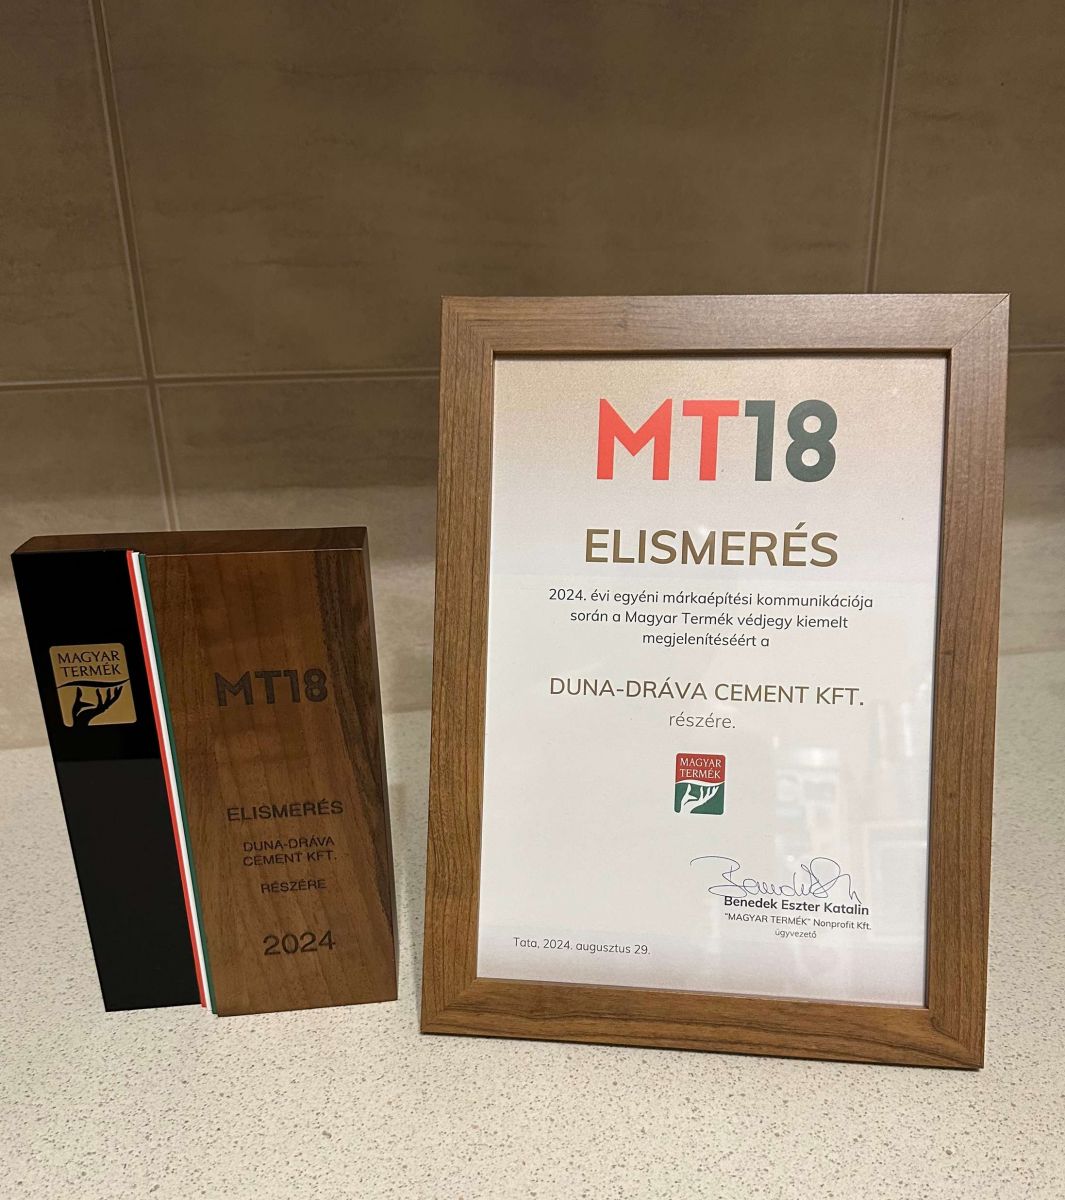 MAGYAR
TERMÉK
MT18
ELISMERÉS
DUNA-DRÁVA
CEMENT KFT.
RÉSZÉRE
2024
MT18
ELISMERÉS
2024. évi egyéni márkaépítési kommunikációja
során a Magyar Termék védjegy kiemelt
megjelenítéséért a
DUNA-DRÁVA CEMENT KFT.
részére.
MAGYAR
TERMÉK
Benedek Eszter Katalin
"MAGYAR TERMÉK" Nonprofit Kft.
ügyvezető
Tata, 2024. augusztus 29.